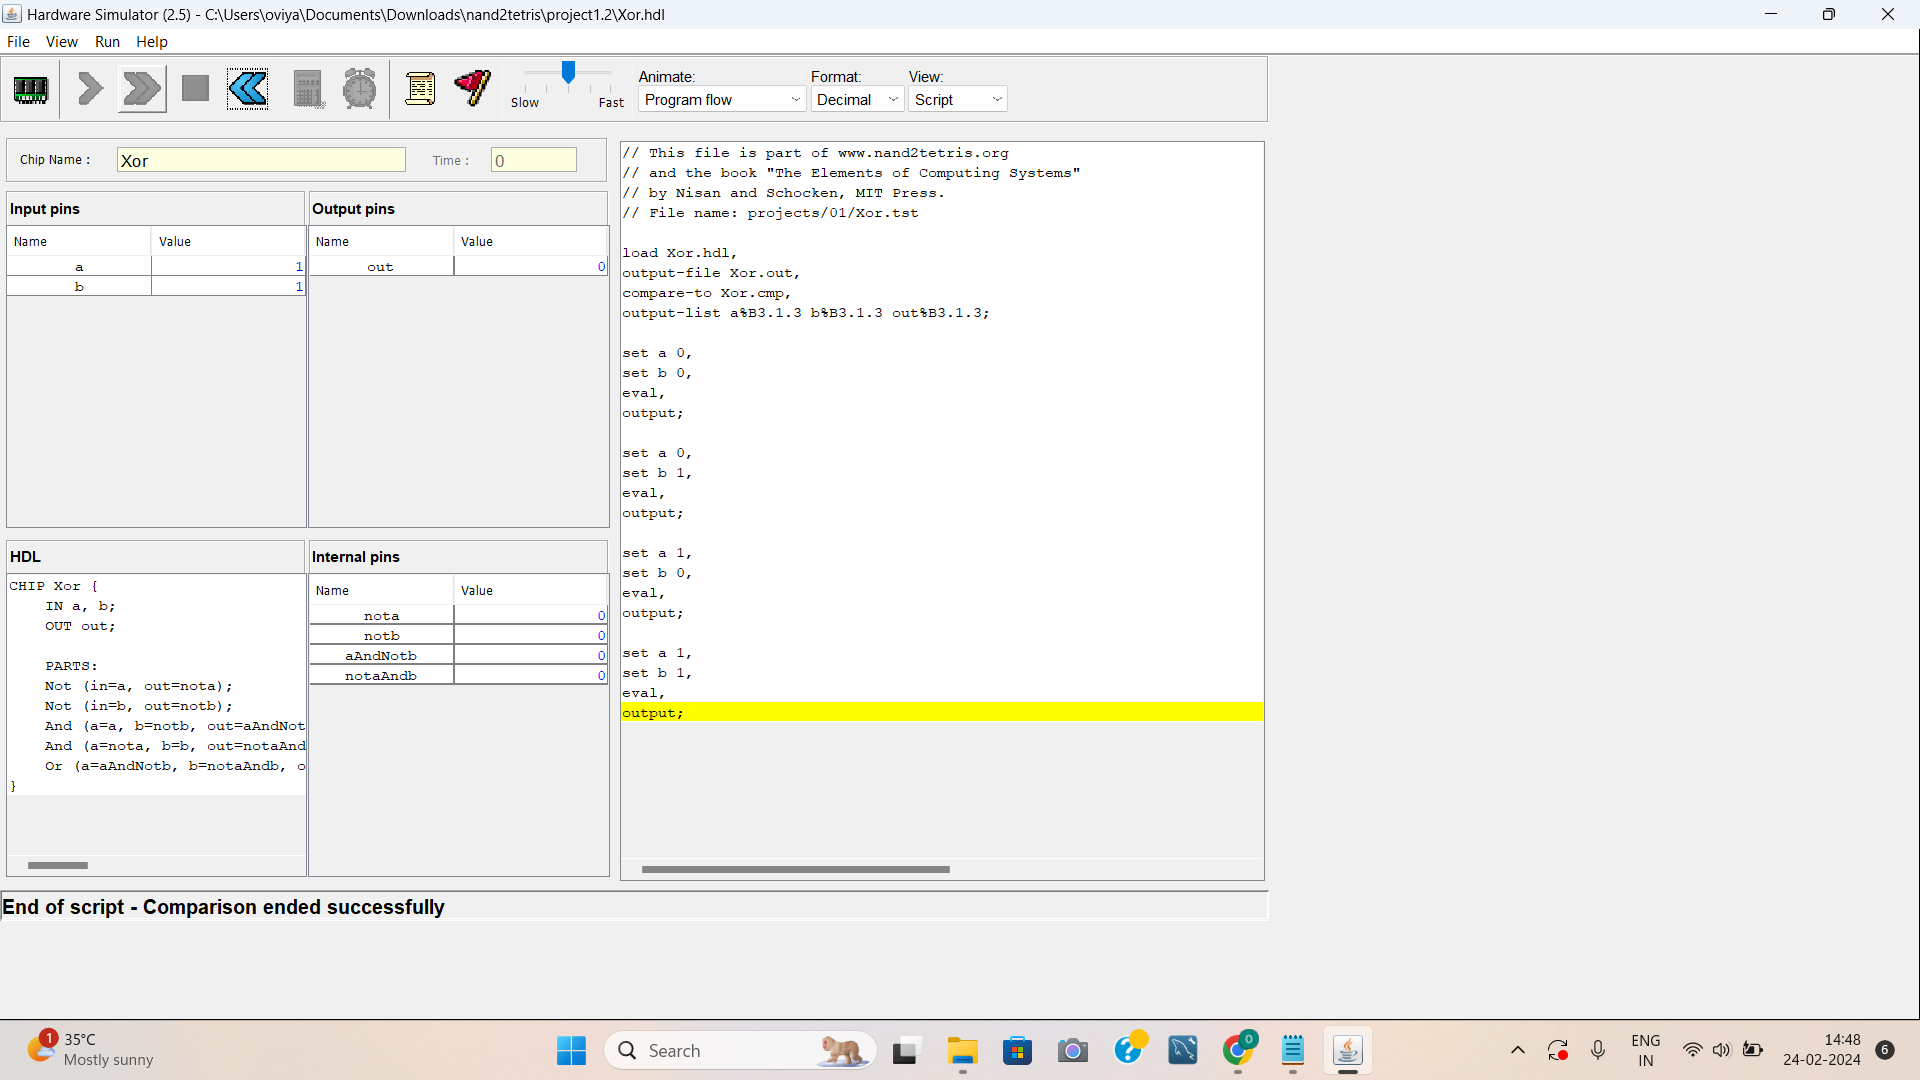 Hardware Simulator (2.5) - C:\Users\oviya\Documents\Downloads\nand2tetris\project1.2\Xor.hdl
File View Run Help
Slow Fast
Animate: Format: View:
Program flow Decimal Script
Chip Name : Xor Time : 0
Input pins
Name Value
a 1
b 1
Output pins
Name Value
out 0
HDL
CHIP Xor {
IN a, b;
OUT out;
PARTS:
Not (in=a, out=nota);
Not (in=b, out=notb);
And (a=a, b=notb, out=aAndNot
And (a=nota, b=b, out=notaAnd
Or (a=aAndNotb, b=notaAndb, o
}
Internal pins
Name Value
nota 0
notb 0
aAndNotb 0
notaAndb 0
// This file is part of www.nand2tetris.org
// and the book "The Elements of Computing Systems"
// by Nisan and Schocken, MIT Press.
// File name: projects/01/Xor.tst
load Xor.hdl,
output-file Xor.out,
compare-to Xor.cmp,
output-list a%B3.1.3 b%B3.1.3 out%B3.1.3;
set a 0,
set b 0,
eval,
output;
set a 0,
set b 1,
eval,
output;
set a 1,
set b 0,
eval,
output;
set a 1,
set b 1,
eval,
output;
End of script - Comparison ended successfully
1
35°C
Mostly sunny
Search
0
ENG
IN
14:48
24-02-2024
6